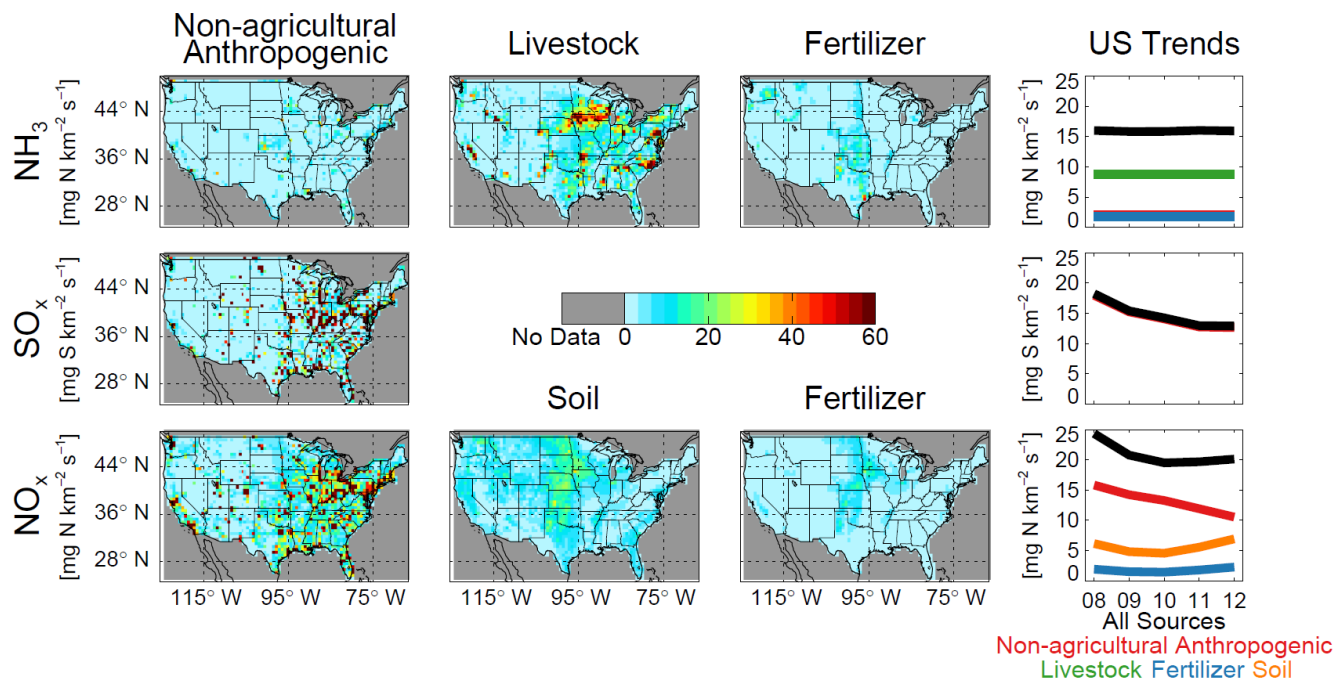 Non-agricultural
Anthropogenic
Livestock
Fertilizer
US Trends
NH3
[mg N km−2 s−1]
44° N
36° N
28° N
[mg N km−2 s−1]
25
20
15
10
5
0
SOx
[mg S km−2 s−1]
44° N
36° N
28° N
No Data
0
20
40
60
[mg S km−2 s−1]
25
20
15
10
5
0
Soil
Fertilizer
NOx
[mg N km−2 s−1]
44° N
36° N
28° N
115° W 95° W 75° W
115° W 95° W 75° W
115° W 95° W 75° W
[mg N km−2 s−1]
25
20
15
10
5
0
08 09 10 11 12
All Sources
Non-agricultural Anthropogenic
Livestock Fertilizer Soil